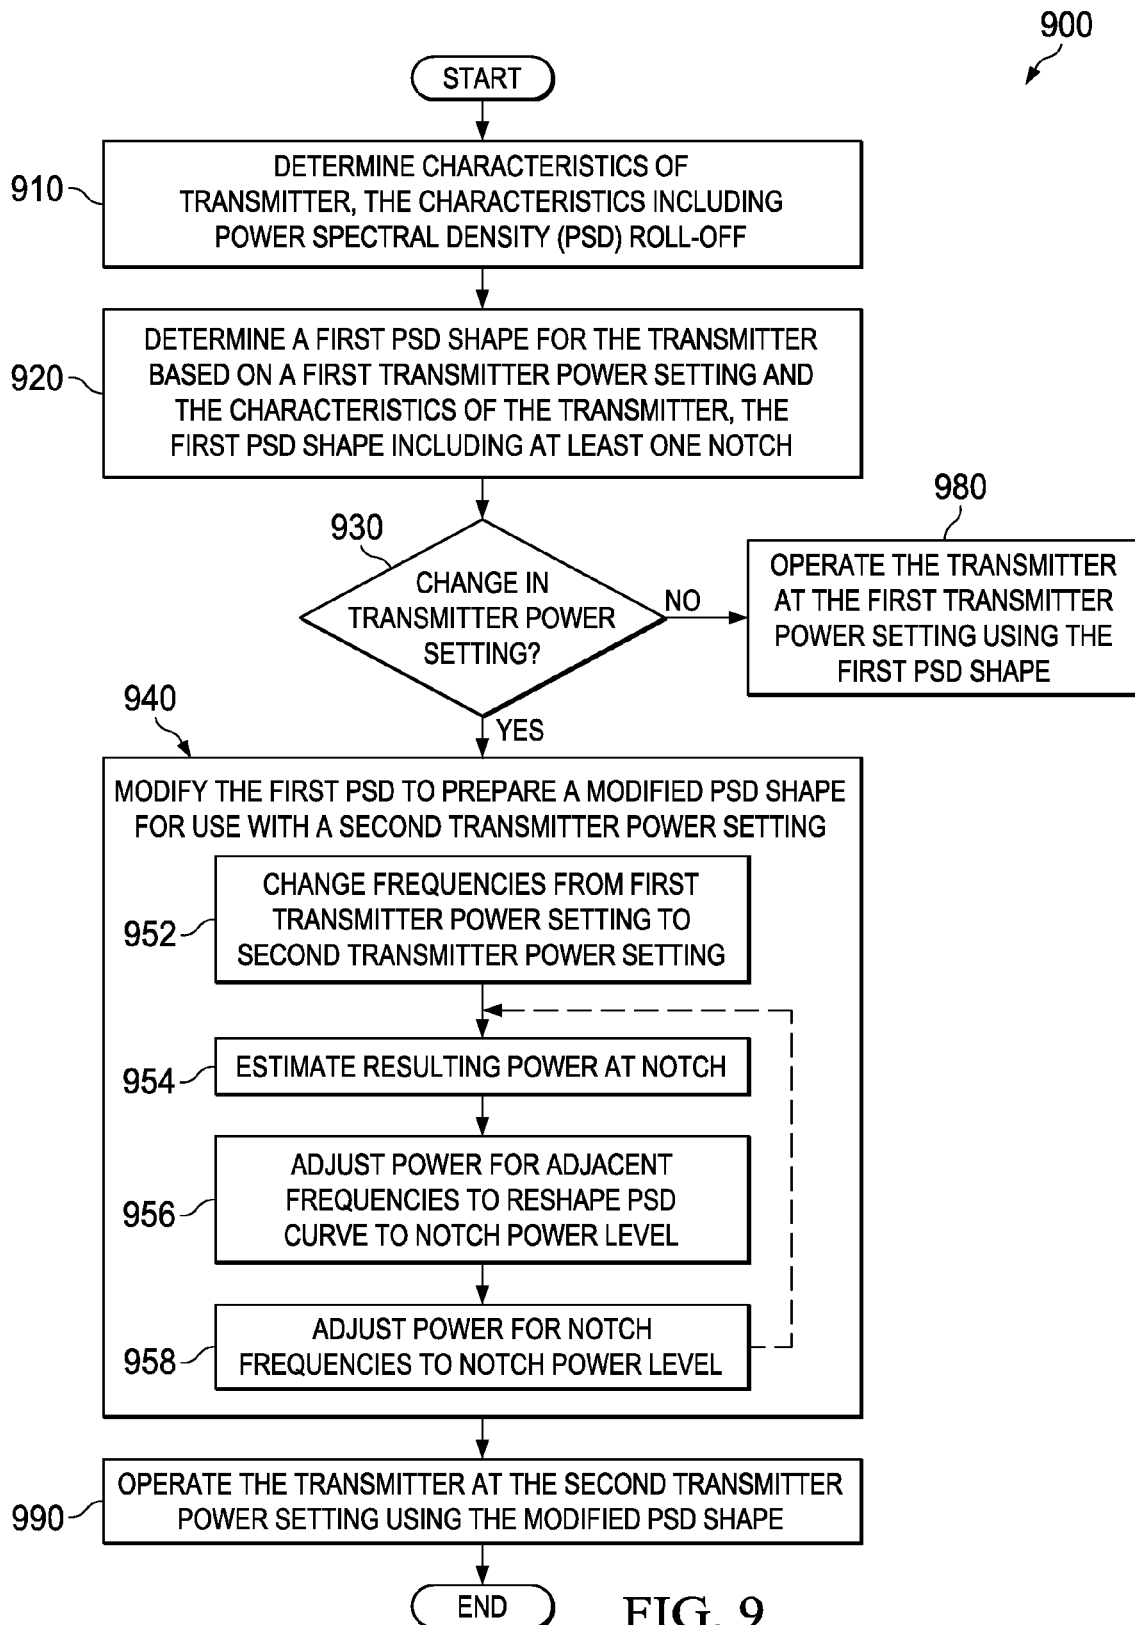 900
START
910
DETERMINE CHARACTERISTICS OF
TRANSMITTER, THE CHARACTERISTICS INCLUDING
POWER SPECTRAL DENSITY (PSD) ROLL-OFF
920
DETERMINE A FIRST PSD SHAPE FOR THE TRANSMITTER
BASED ON A FIRST TRANSMITTER POWER SETTING AND
THE CHARACTERISTICS OF THE TRANSMITTER, THE
FIRST PSD SHAPE INCLUDING AT LEAST ONE NOTCH
930
CHANGE IN
TRANSMITTER POWER
SETTING?
NO
980
OPERATE THE TRANSMITTER
AT THE FIRST TRANSMITTER
POWER SETTING USING THE
FIRST PSD SHAPE
YES
940
MODIFY THE FIRST PSD TO PREPARE A MODIFIED PSD SHAPE
FOR USE WITH A SECOND TRANSMITTER POWER SETTING
952
CHANGE FREQUENCIES FROM FIRST
TRANSMITTER POWER SETTING TO
SECOND TRANSMITTER POWER SETTING
954
ESTIMATE RESULTING POWER AT NOTCH
956
ADJUST POWER FOR ADJACENT
FREQUENCIES TO RESHAPE PSD
CURVE TO NOTCH POWER LEVEL
958
ADJUST POWER FOR NOTCH
FREQUENCIES TO NOTCH POWER LEVEL
990
OPERATE THE TRANSMITTER AT THE SECOND TRANSMITTER
POWER SETTING USING THE MODIFIED PSD SHAPE
END
FIG. 9